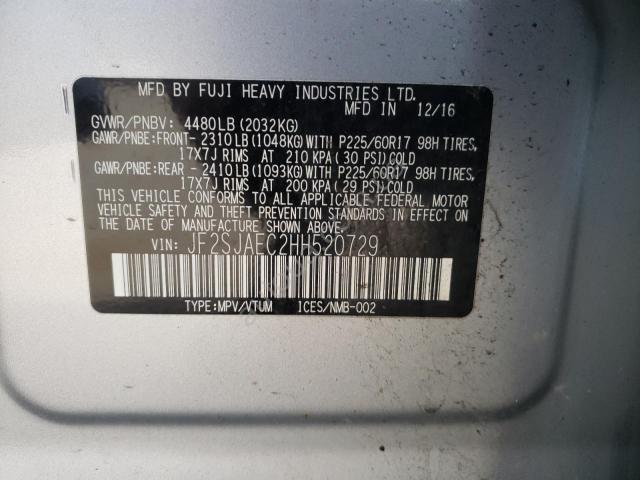 MFD BY FUJI HEAVY INDUSTRIES LTD.
MFD IN 12/16
GVWR/PNBV: 4480LB(2032KG)
GAWR/PNBE:FRONT- 2310LB(1048KG)WITH P225/60R17 98H TIRES,
17X7J RIMS AT 210 KPA(30 PSI)COLD
GAWR/PNBE:REAR - 2410LB(1093KG)WITH P225/60R17 98H TIRES,
17X7J RIMS AT 200 KPA(29 PSI)COLD
THIS VEHICLE CONFORMS TO ALL APPLICABLE FEDERAL MOTOR
VEHICLE SAFETY AND THEFT PREVENTION STANDARDS IN EFFECT ON
THE DATE OF MANUFACTURE SHOWN ABOVE.
VIN: JF2SJAEC2HH520729
TYPE:MPV/VTUM ICES/NMB-002